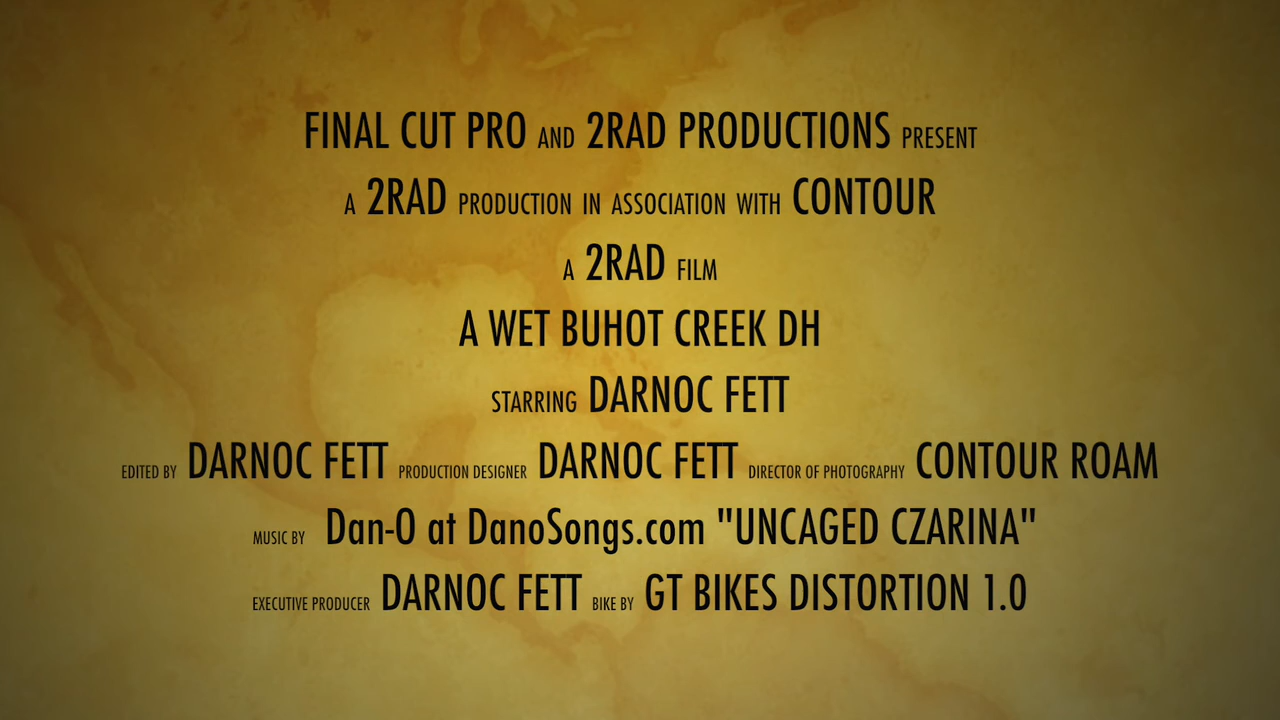 FINAL CUT PRO AND 2RAD PRODUCTIONS PRESENT
A 2RAD PRODUCTION IN ASSOCIATION WITH CONTOUR
A 2RAD FILM
A WET BUHOT CREEK DH
STARRING DARNOC FETT
EDITED BY DARNOC FETT PRODUCTION DESIGNER DARNOC FETT DIRECTOR OF PHOTOGRAPHY CONTOUR ROAM
MUSIC BY Dan-O at DanoSongs.com "UNCAGED CZARINA"
EXECUTIVE PRODUCER DARNOC FETT BIKE BY GT BIKES DISTORTION 1.0